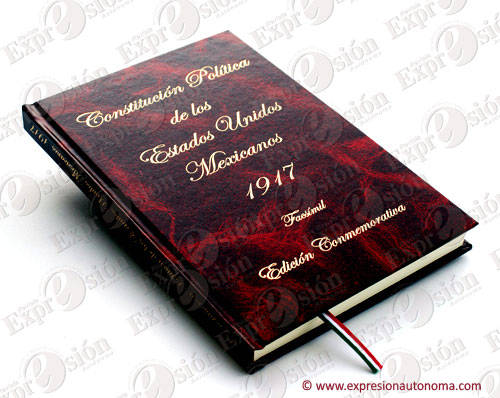 Constitución Política
de los
Estados Unidos
Mexicanos
1917
Facsímil
Edición Conmemorativa
© www.expresionautonoma.com